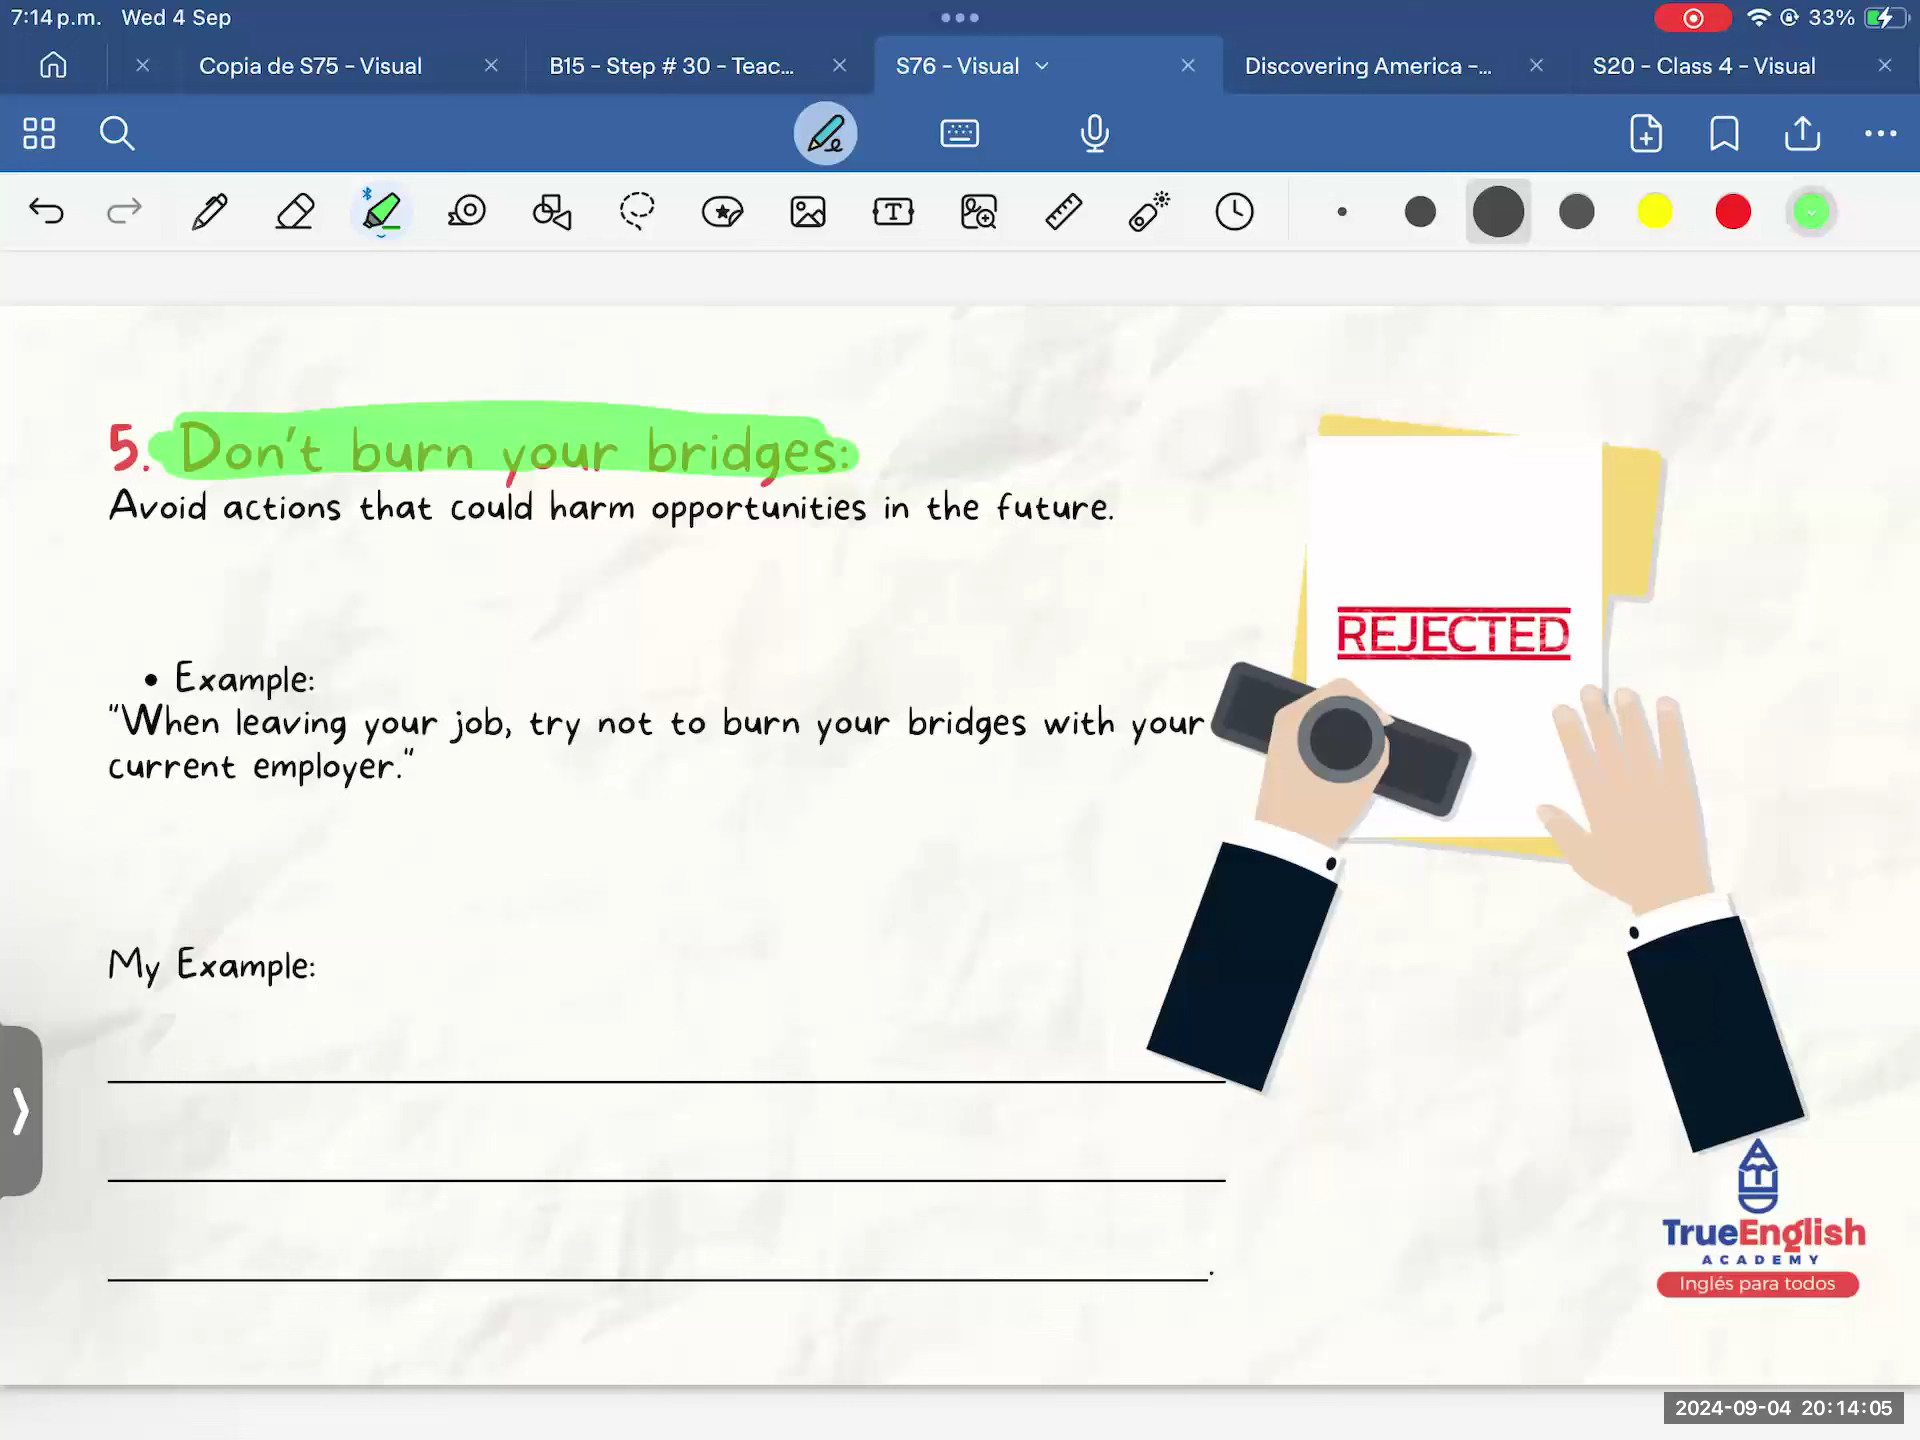 7:14 p.m. Wed 4 Sep
33%
Copia de S75 - Visual
B15 - Step # 30 - Teac...
S76 - Visual
Discovering America -...
S20 - Class 4 - Visual
5. Don't burn your bridges:
Avoid actions that could harm opportunities in the future.
REJECTED
• Example:
"When leaving your job, try not to burn your bridges with your
current employer."
My Example:
TrueEnglish
ACADEMY
Inglés para todos
2024-09-04 20:14:05